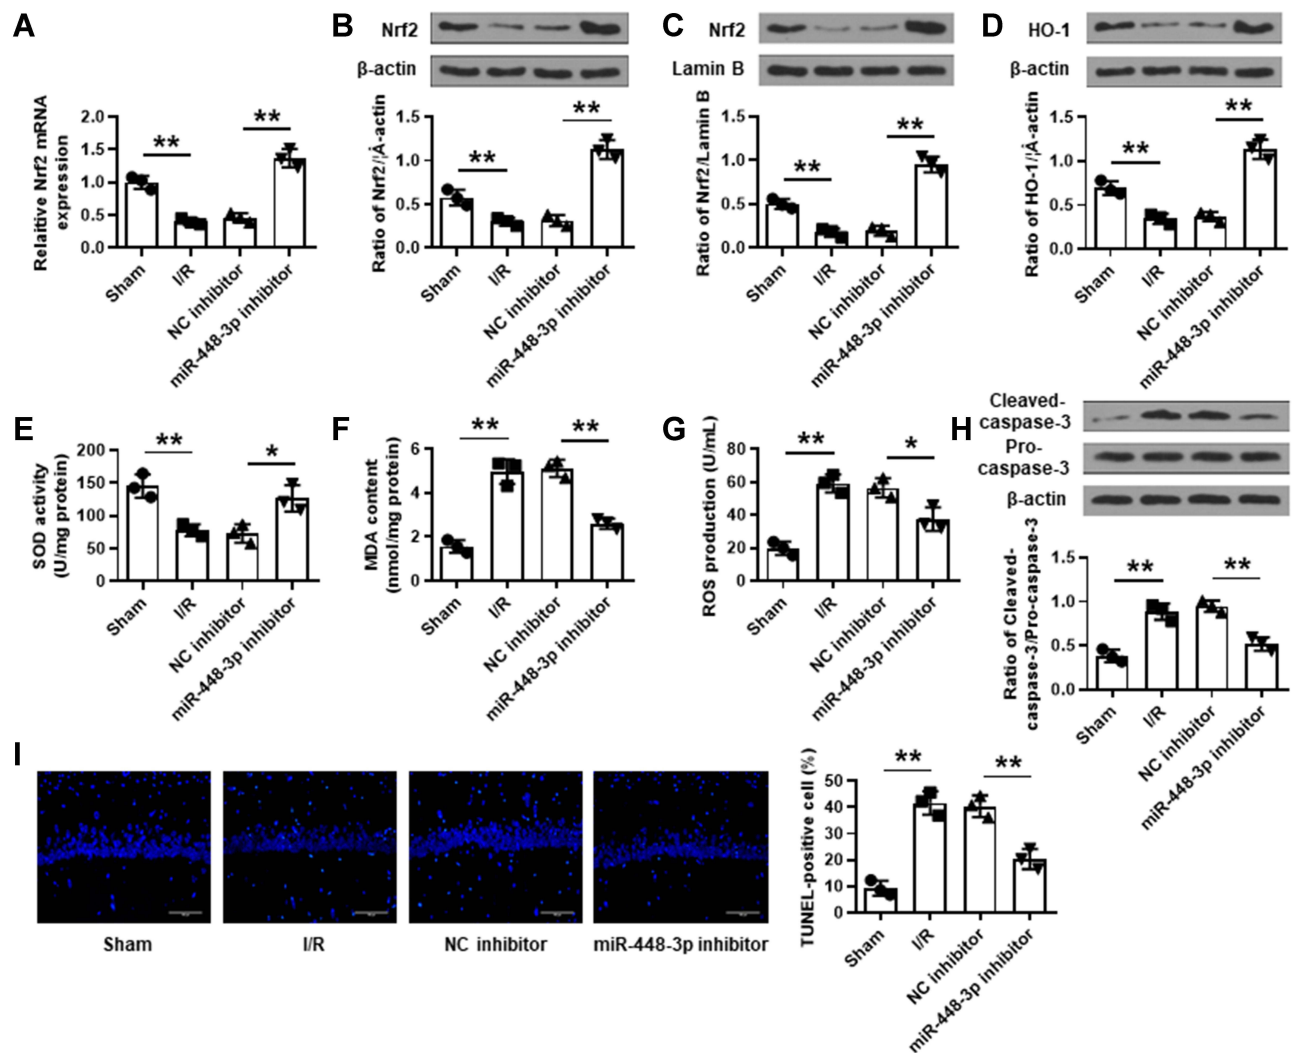 A
Relaitive Nrf2 mRNA
expression
2.0
1.5
1.0
0.5
0.0
**
**
Sham
I/R
NC inhibitor
miR-448-3p inhibitor
B
Nrf2
β-actin
Ratio of Nrf2/¦Â-actin
1.5
1.0
0.5
0.0
**
**
Sham
I/R
NC inhibitor
miR-448-3p inhibitor
C
Nrf2
Lamin B
Ratio of Nrf2/Lamin B
1.5
1.0
0.5
0.0
**
**
Sham
I/R
NC inhibitor
miR-448-3p inhibitor
D
HO-1
β-actin
Ratio of HO-1/¦Â-actin
1.5
1.0
0.5
0.0
**
**
Sham
I/R
NC inhibitor
miR-448-3p inhibitor
E
SOD activity
(U/mg protein)
200
150
100
50
0
**
*
Sham
I/R
NC inhibitor
miR-448-3p inhibitor
F
MDA content
(nmol/mg protein)
6
4
2
0
**
**
Sham
I/R
NC inhibitor
miR-448-3p inhibitor
G
ROS production (U/mL)
80
60
40
20
0
**
*
Sham
I/R
NC inhibitor
miR-448-3p inhibitor
H
Cleaved-
caspase-3
Pro-
caspase-3
β-actin
Ratio of Cleaved-
caspase-3/Pro-caspase-3
1.5
1.0
0.5
0.0
**
**
Sham
I/R
NC inhibitor
miR-448-3p inhibitor
I
Sham
I/R
NC inhibitor
miR-448-3p inhibitor
TUNEL-positive cell (%)
50
40
30
20
10
0
**
**
Sham
I/R
NC inhibitor
miR-448-3p inhibitor